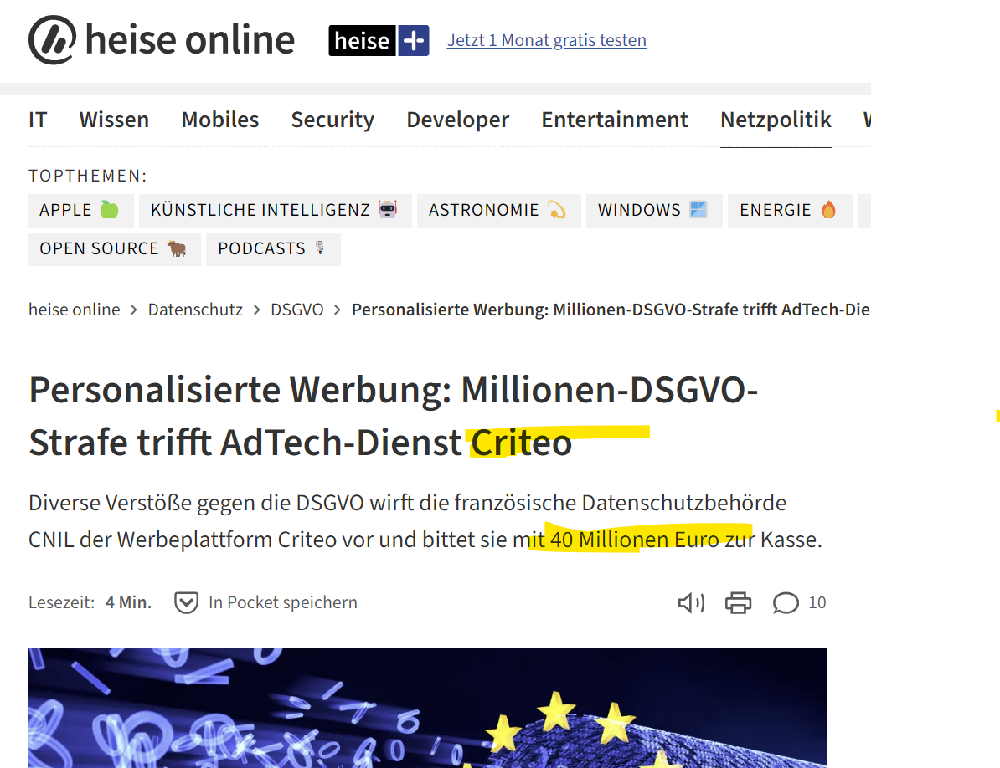 heise online heise+ Jetzt 1 Monat gratis testen
IT Wissen Mobiles Security Developer Entertainment Netzpolitik
TOPTHEMEN:
APPLE KÜNSTLICHE INTELLIGENZ ASTRONOMIE WINDOWS ENERGIE
OPEN SOURCE PODCASTS
heise online > Datenschutz > DSGVO > Personalisierte Werbung: Millionen-DSGVO-Strafe trifft AdTech-Die
Personalisierte Werbung: Millionen-DSGVO-
Strafe trifft AdTech-Dienst Criteo
Diverse Verstöße gegen die DSGVO wirft die französische Datenschutzbehörde
CNIL der Werbeplattform Criteo vor und bittet sie mit 40 Millionen Euro zur Kasse.
Lesezeit: 4 Min. In Pocket speichern 10